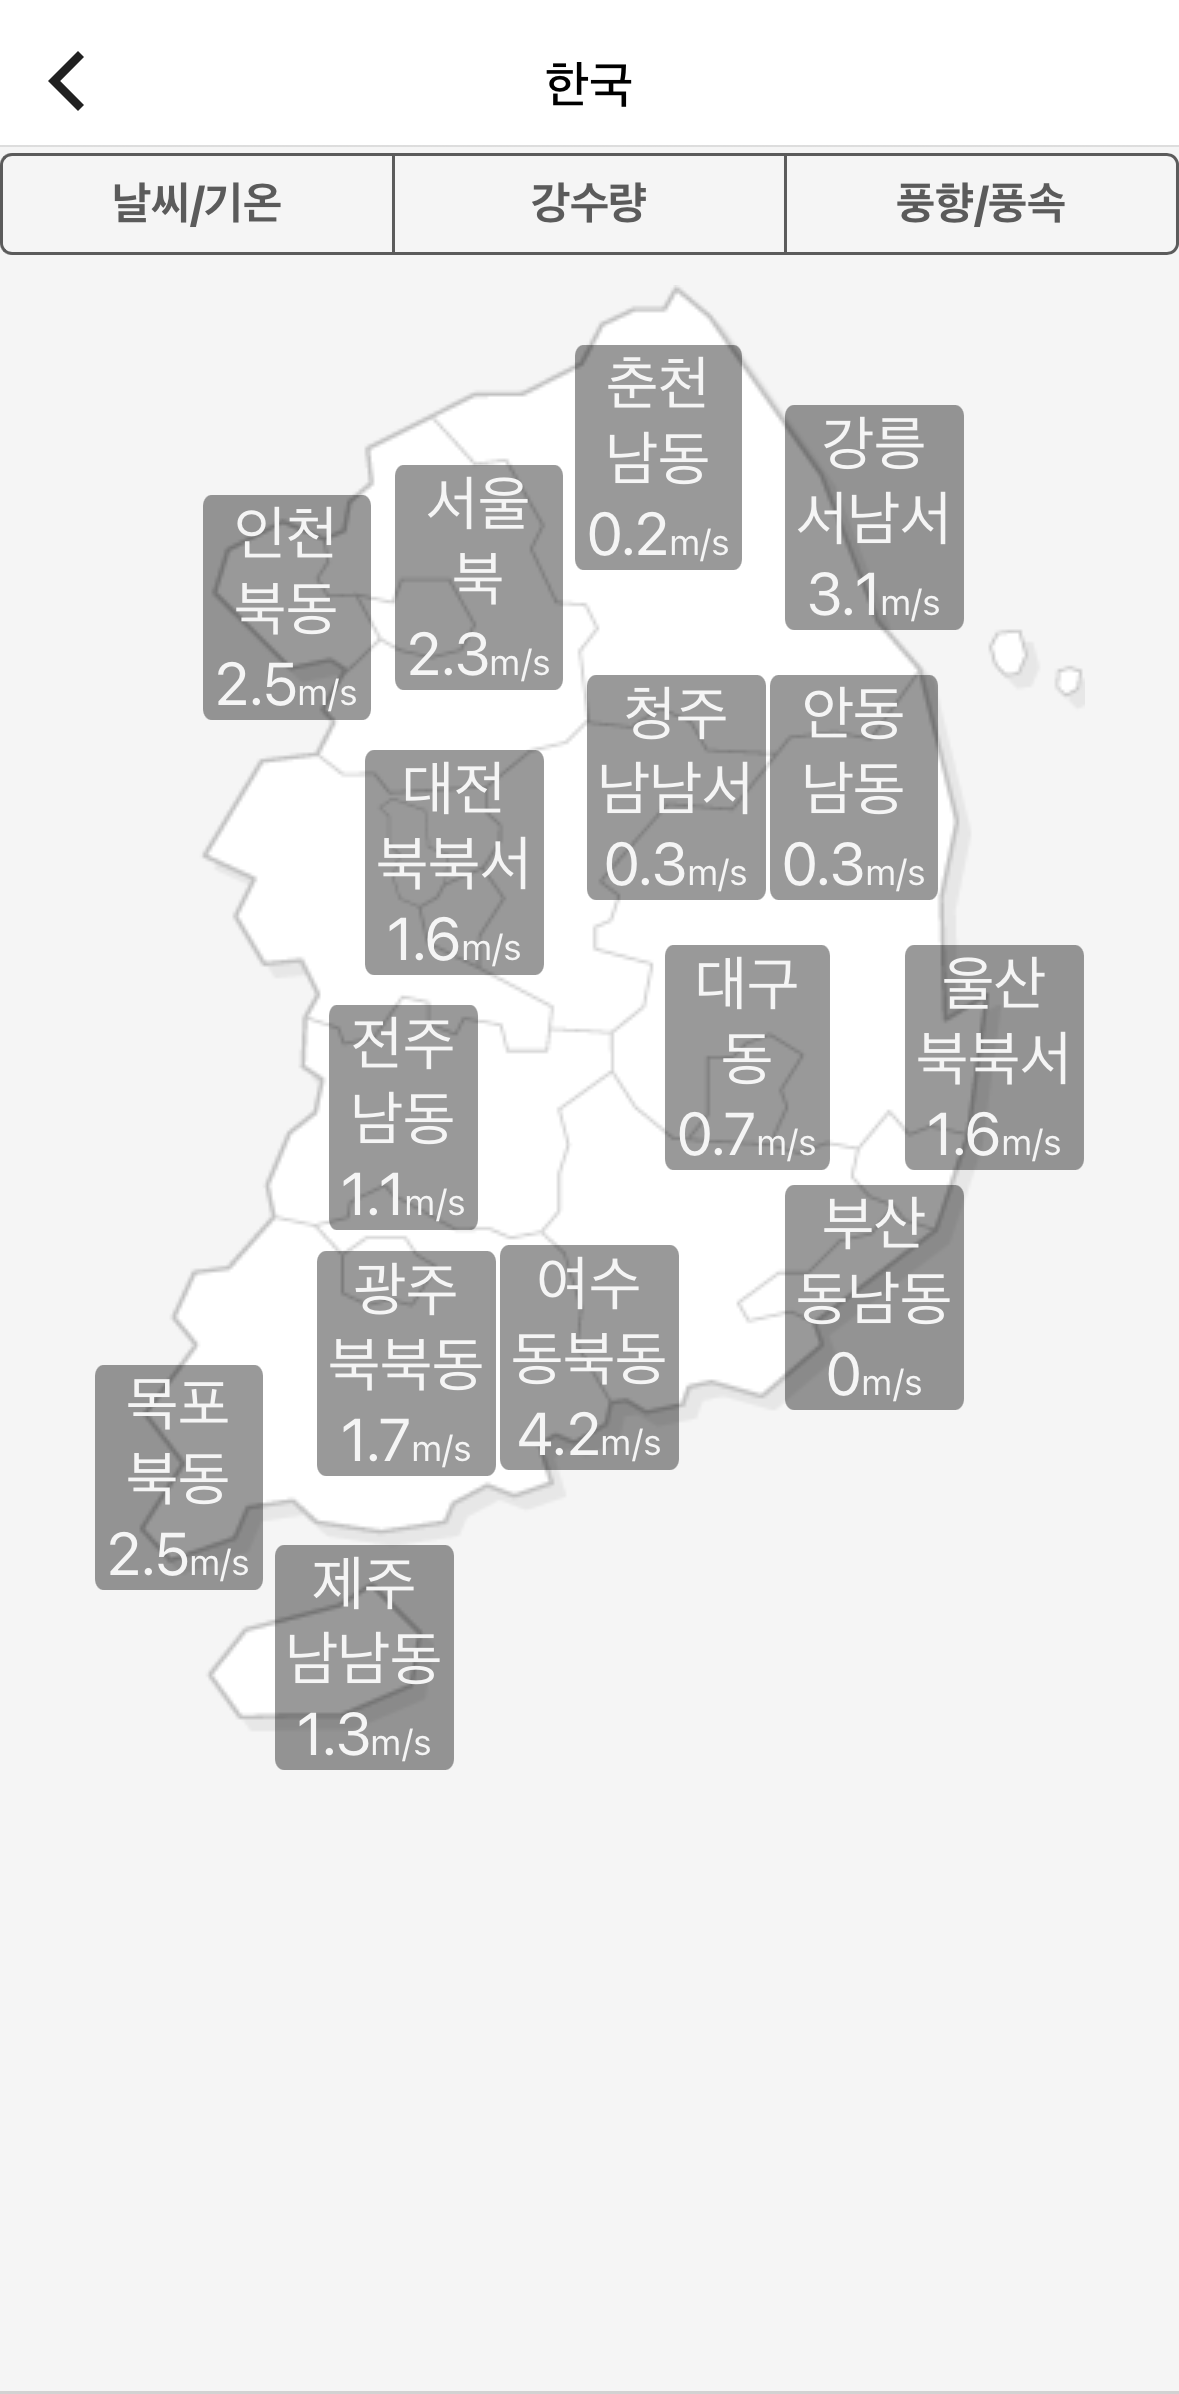 한국
날씨/기온
강수량
풍향/풍속
춘천
남동
0.2m/s
강릉
서남서
3.1m/s
서울
북
2.3m/s
인천
북동
2.5m/s
청주
남남서
0.3m/s
안동
남동
0.3m/s
대전
북북서
1.6m/s
대구
동
0.7m/s
울산
북북서
1.6m/s
전주
남동
1.1m/s
부산
동남동
0m/s
광주
북북동
1.7m/s
여수
동북동
4.2m/s
목포
북동
2.5m/s
제주
남남동
1.3m/s